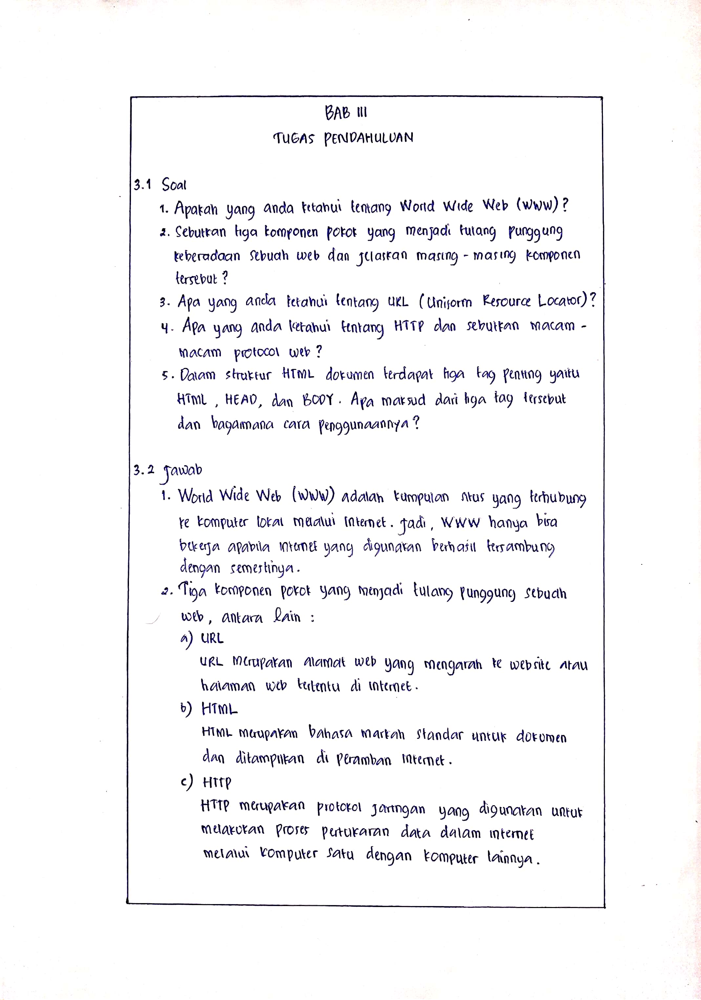 BAB III
TUGAS PENDAHULUAN
3.1 Soal
1. Apakah yang anda ketahui tentang World Wide Web (WWW)?
2. Sebutkan tiga komponen pokok yang menjadi tulang punggung
keberadaan sebuah web dan jelaskan masing - masing komponen
tersebut?
3. Apa yang anda ketahui tentang URL (Uniform Resource Locator)?
4. Apa yang anda ketahui tentang HTTP dan sebutkan macam -
macam protocol web?
5. Dalam struktur HTML dokumen terdapat tiga tag penting yaitu
HTML, HEAD, dan BODY. Apa maksud dari tiga tag tersebut
dan bagaimana cara penggunaannya?
3.2 Jawab
1. World Wide Web (WWW) adalah kumpulan situs yang terhubung
ke komputer lokal melalui internet. Jadi, WWW hanya bisa
bekerja apabila internet yang digunakan berhasil tersambung
dengan semestinya.
2. Tiga komponen pokok yang menjadi tulang punggung sebuah
web, antara lain :
a) URL
URL merupakan alamat web yang mengarah ke website atau
halaman web tertentu di internet.
b) HTML
HTML merupakan bahasa markah standar untuk dokumen
dan ditampilkan di peramban internet.
c) HTTP
HTTP merupakan protokol jaringan yang digunakan untuk
melakukan proses pertukaran data dalam internet
melalui komputer satu dengan komputer lainnya.